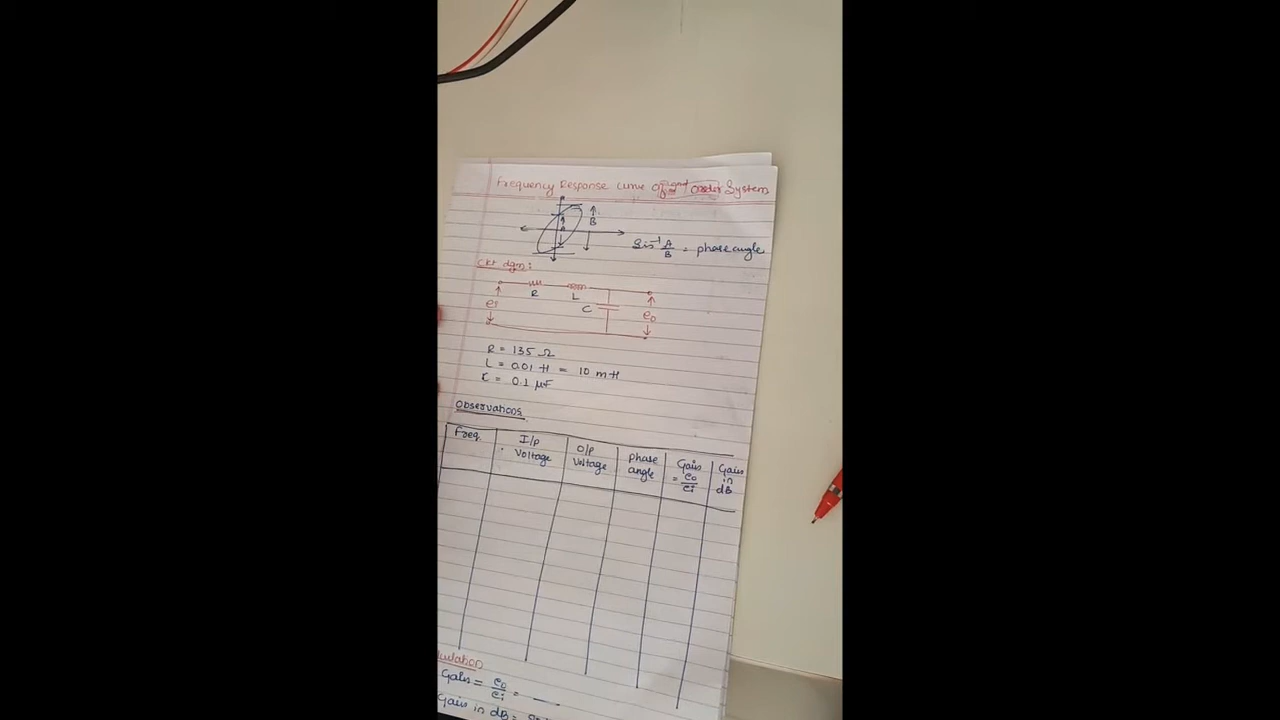 Frequency Response Curve of Order System
A
B
Sin⁻¹ A/B = phase angle
Ckt dgm:
R
L
C
ei
eo
R = 135 Ω
L = 0.01 H = 10 mH
C = 0.1 μF
Observations
Freq.
I/p Voltage
O/p Voltage
phase angle
Gain = eo/ei
Gain in dB
Gain = eo/ei =
Gain in dB =